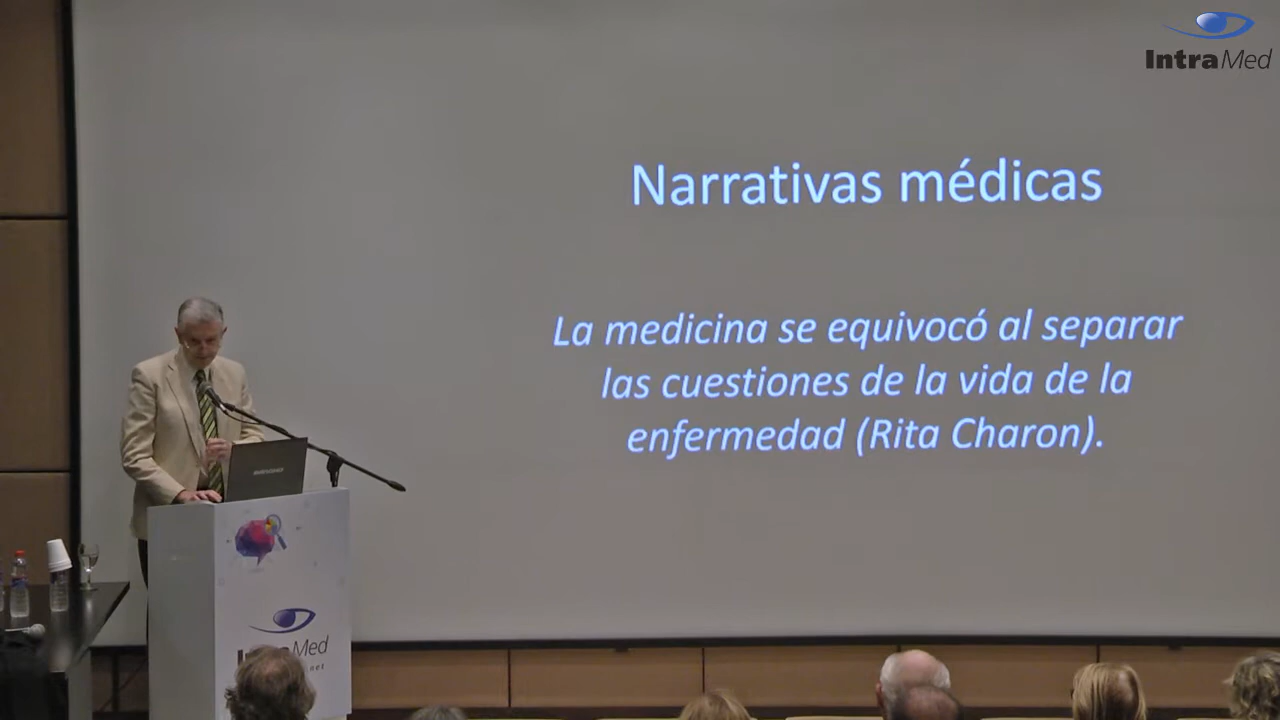 IntraMed
Narrativas médicas
La medicina se equivocó al separar
las cuestiones de la vida de la
enfermedad (Rita Charon).
Med